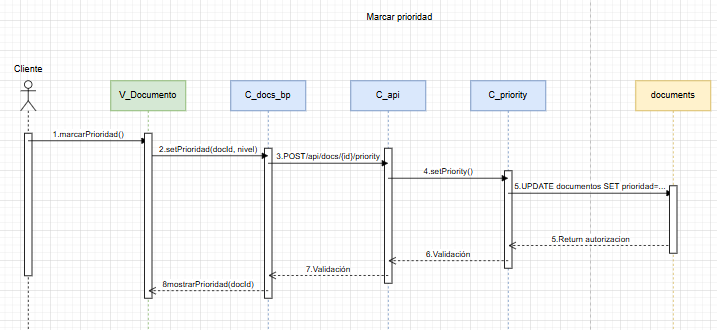 Marcar prioridad
Cliente
V_Documento
C_docs_bp
C_api
C_priority
documents
1.marcarPrioridad()
2.setPrioridad(docId, nivel)
3.POST/api/docs/{id}/priority
4.setPriority()
5.UPDATE documentos SET prioridad=...
5.Return autorizacion
6.Validación
7.Validación
8mostrarPrioridad(docId)